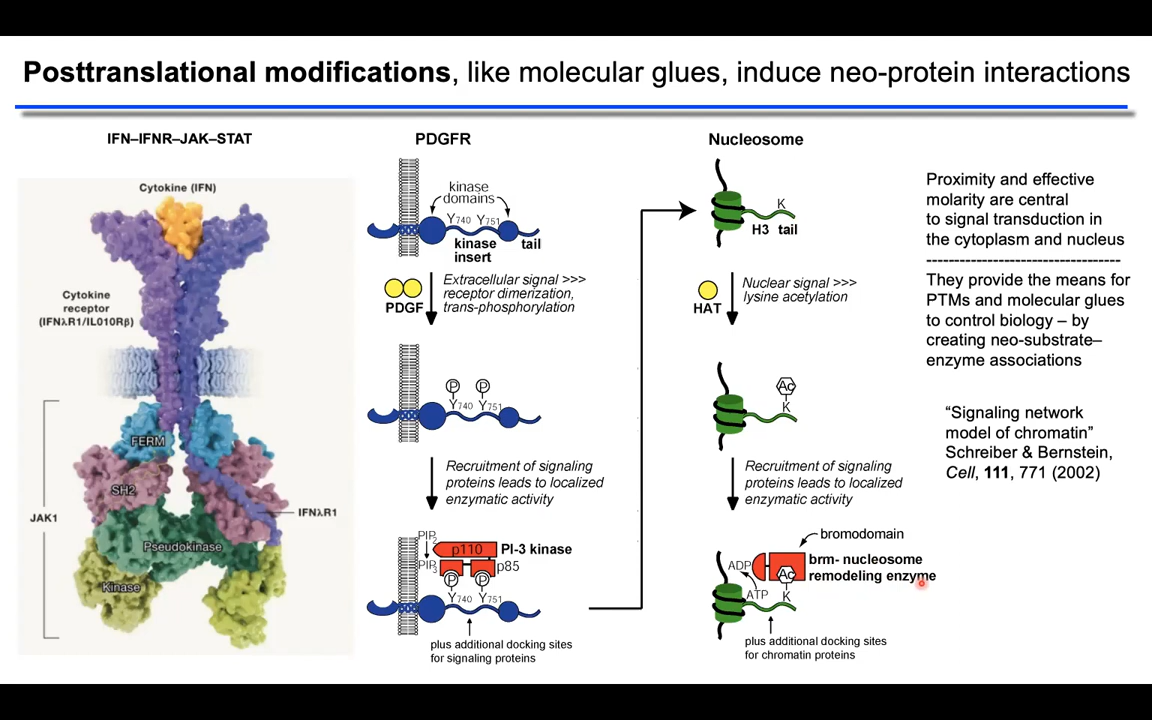 Posttranslational modifications, like molecular glues, induce neo-protein interactions
IFN–IFNR–JAK–STAT
Cytokine (IFN)
Cytokine
receptor
(IFNλR1/IL010Rβ)
FERM
SH2
JAK1
IFNλR1
Pseudokinase
Kinase
PDGFR
kinase
domains
Y740 Y751
kinase
insert
tail
PDGF
Extracellular signal >>>
receptor dimerization,
trans-phosphorylation
P P
Y740 Y751
Recruitment of signaling
proteins leads to localized
enzymatic activity
PIP2
PIP3
p110
PI-3 kinase
p85
P P
Y740 Y751
plus additional docking sites
for signaling proteins
Nucleosome
K
H3 tail
HAT
Nuclear signal >>>
lysine acetylation
Ac
K
Recruitment of signaling
proteins leads to localized
enzymatic activity
bromodomain
brm- nucleosome
remodeling enzyme
ADP
Ac
ATP
K
plus additional docking sites
for chromatin proteins
Proximity and effective
molarity are central
to signal transduction in
the cytoplasm and nucleus
They provide the means for
PTMs and molecular glues
to control biology – by
creating neo-substrate–
enzyme associations
“Signaling network
model of chromatin”
Schreiber & Bernstein,
Cell, 111, 771 (2002)